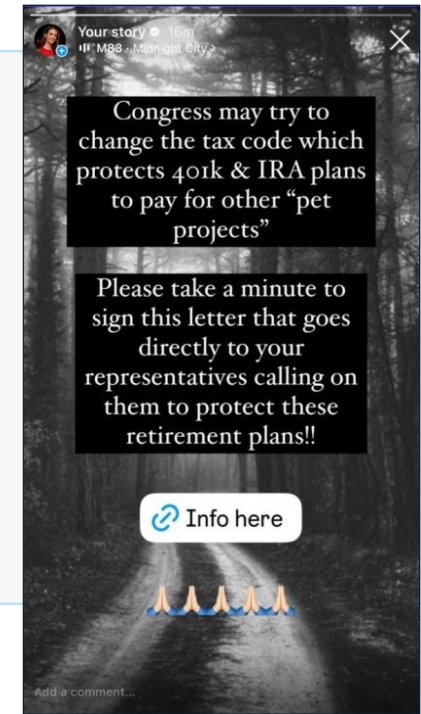 Your story 16m
M83 · Midnight City >
Congress may try to
change the tax code which
protects 401k & IRA plans
to pay for other “pet
projects”
Please take a minute to
sign this letter that goes
directly to your
representatives calling on
them to protect these
retirement plans!!
Info here
Add a comment...